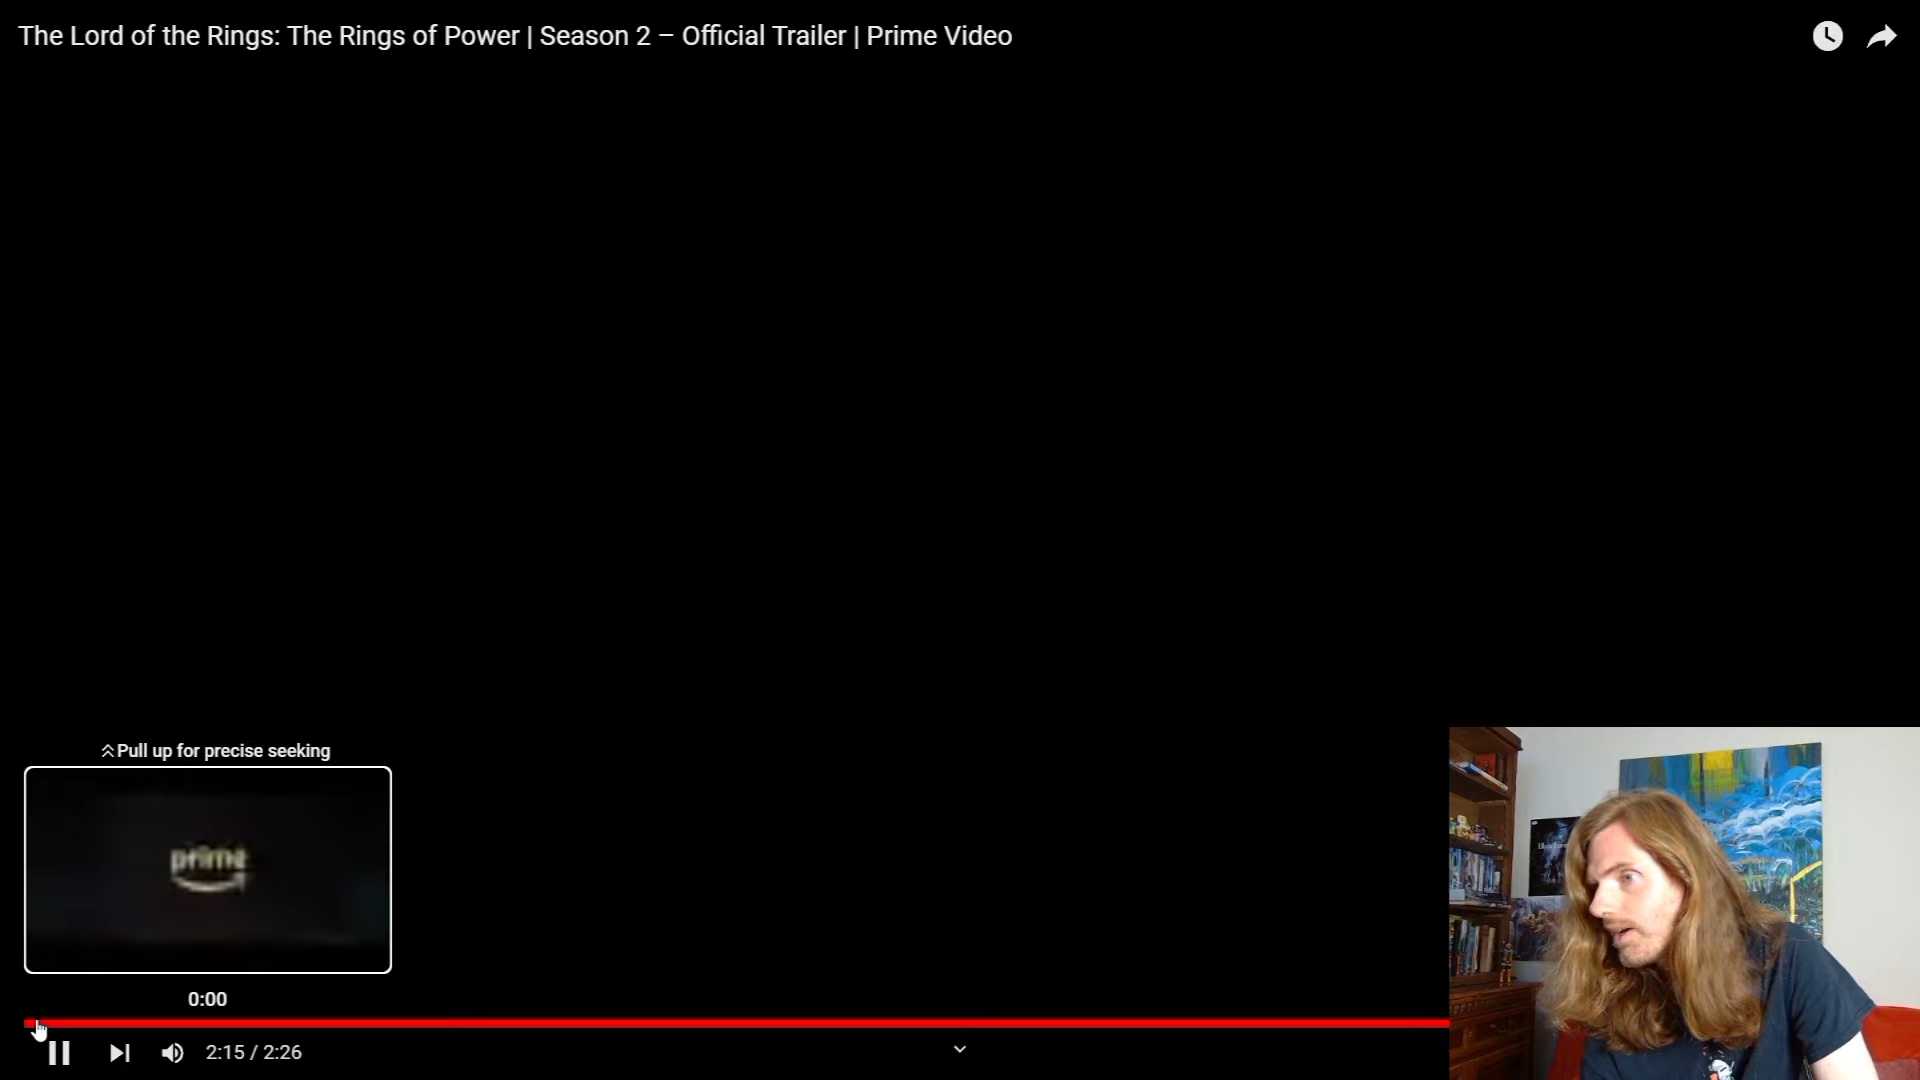 The Lord of the Rings: The Rings of Power | Season 2 – Official Trailer | Prime Video
Pull up for precise seeking
prime
0:00
2:15 / 2:26